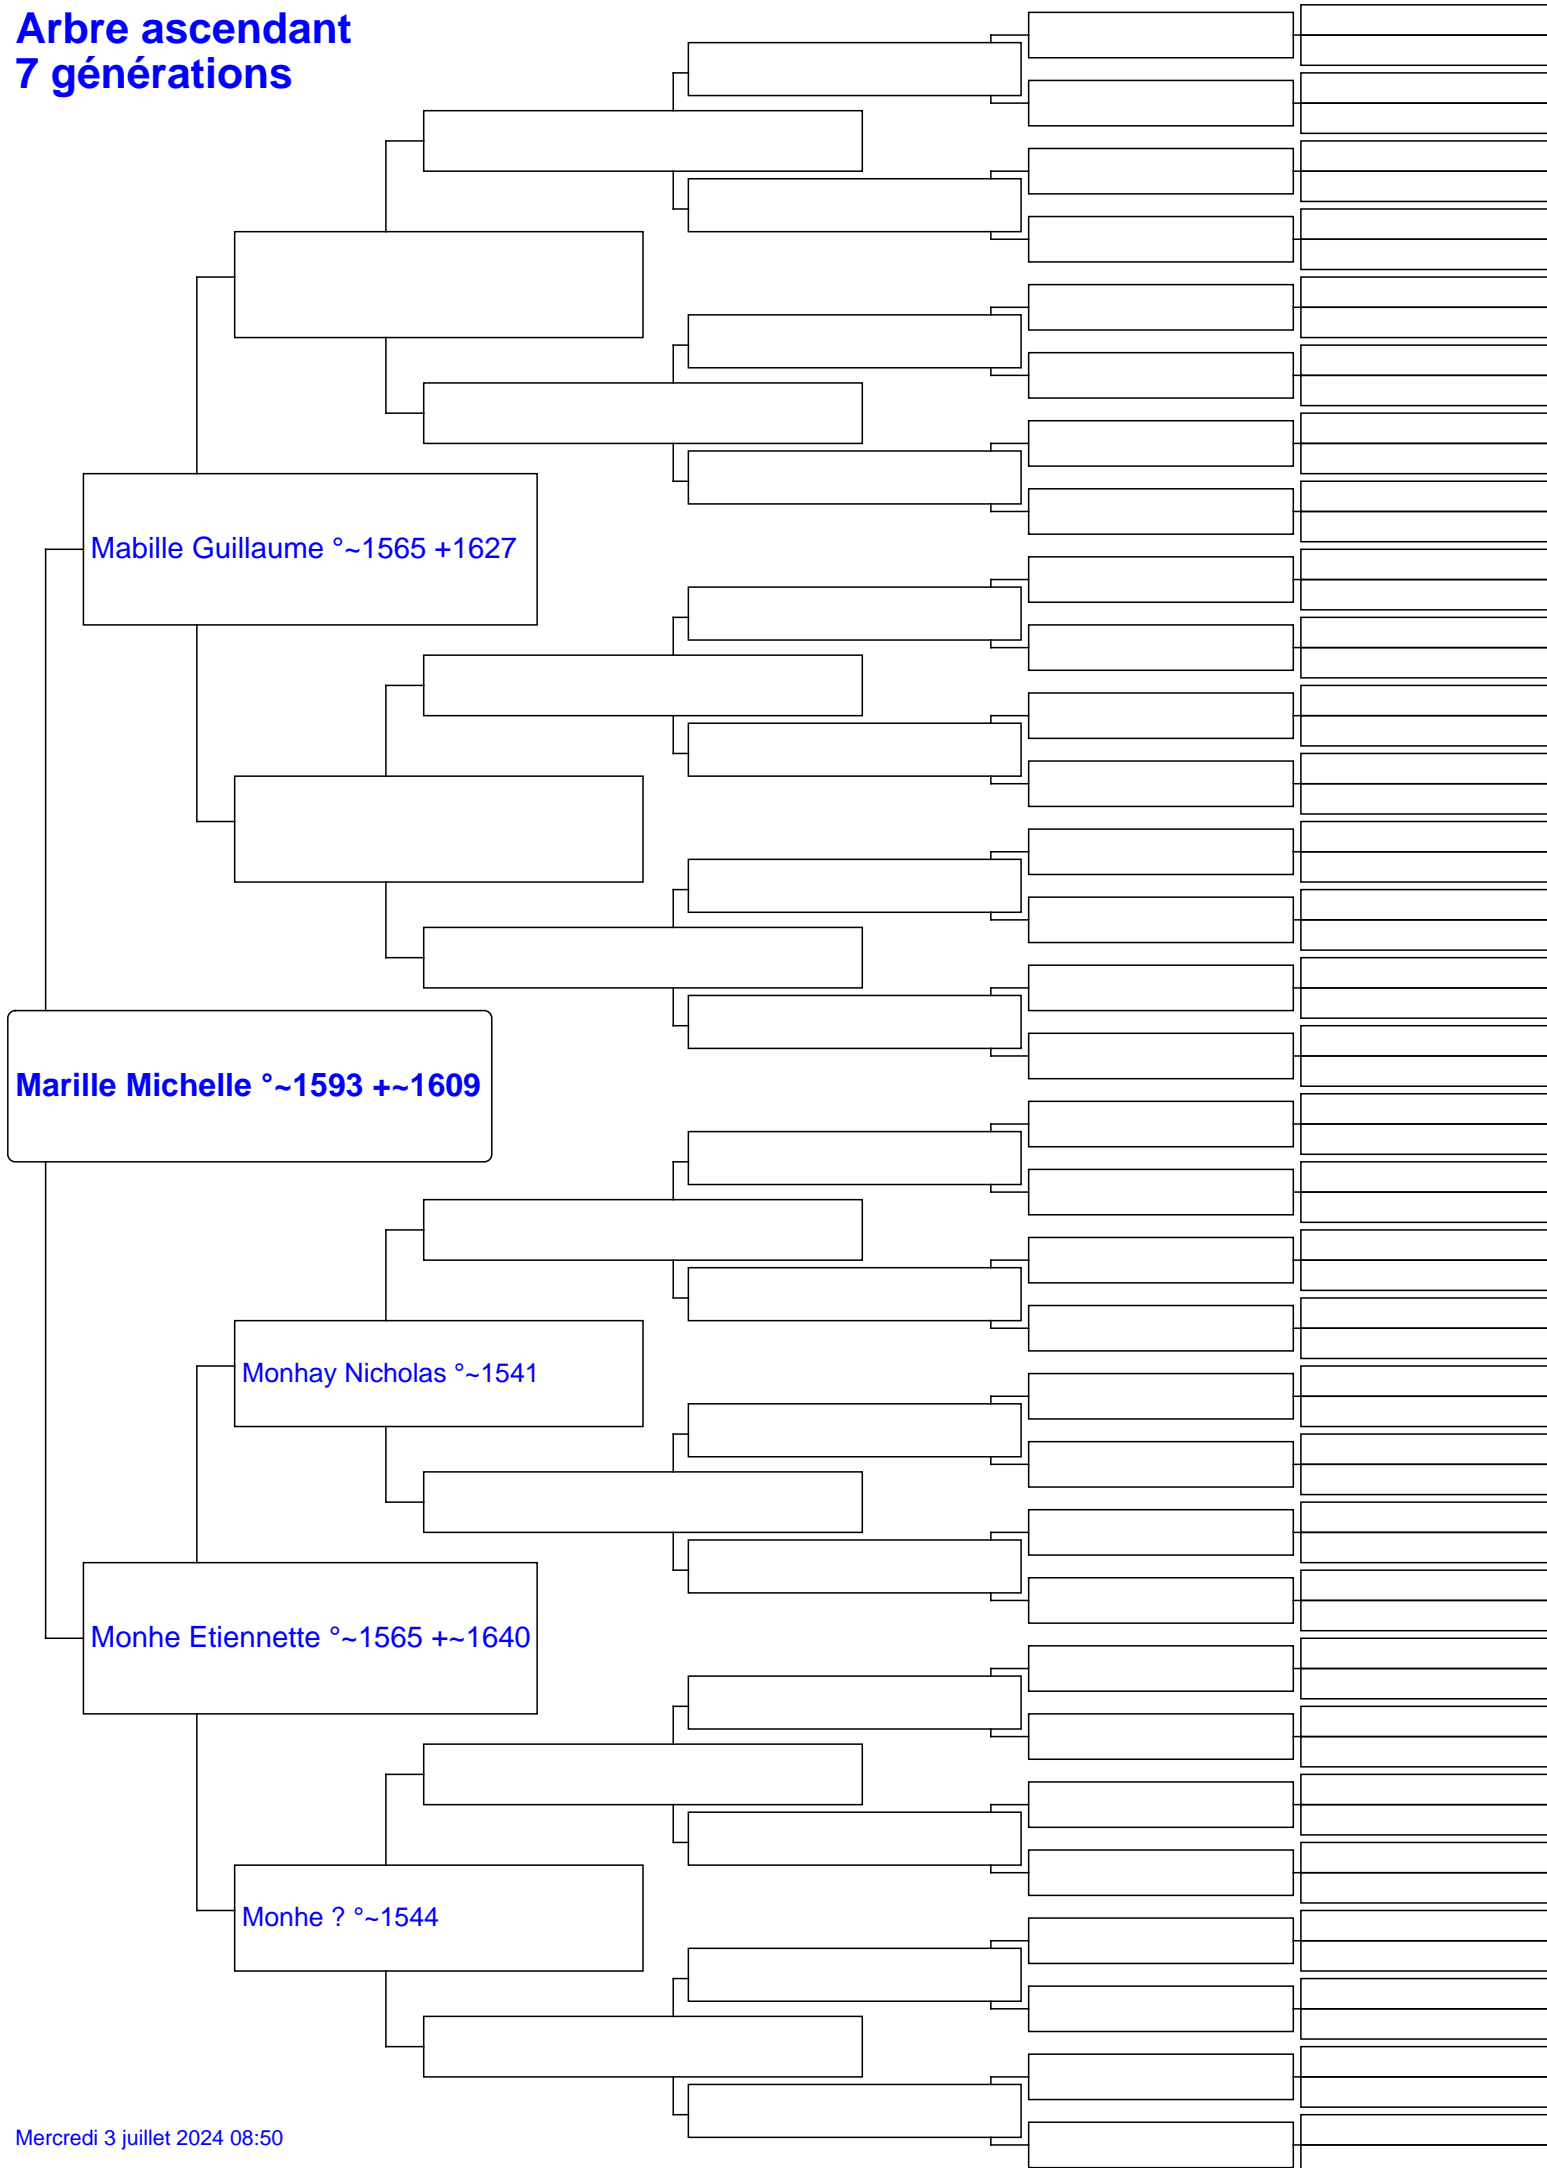 Arbre ascendant
7 générations
Mabille Guillaume °~1565 +1627
Marille Michelle °~1593 +~1609
Monhay Nicholas °~1541
Monhe Etiennette °~1565 +~1640
Monhe ? °~1544
Mercredi 3 juillet 2024 08:50